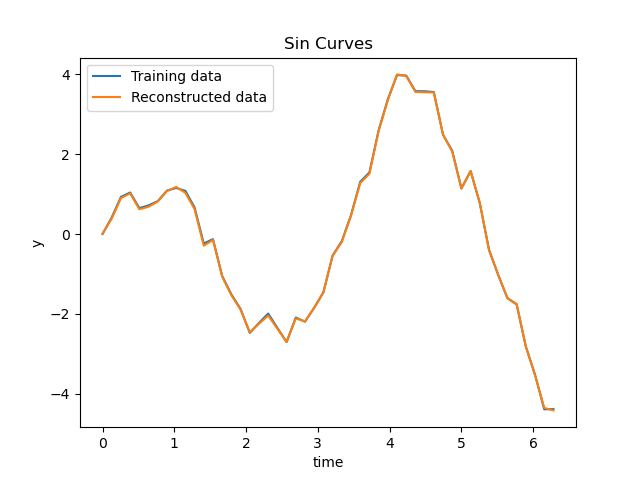 Sin Curves
Training data
Reconstructed data
4
2
0
−2
−4
y
0 1 2 3 4 5 6
time